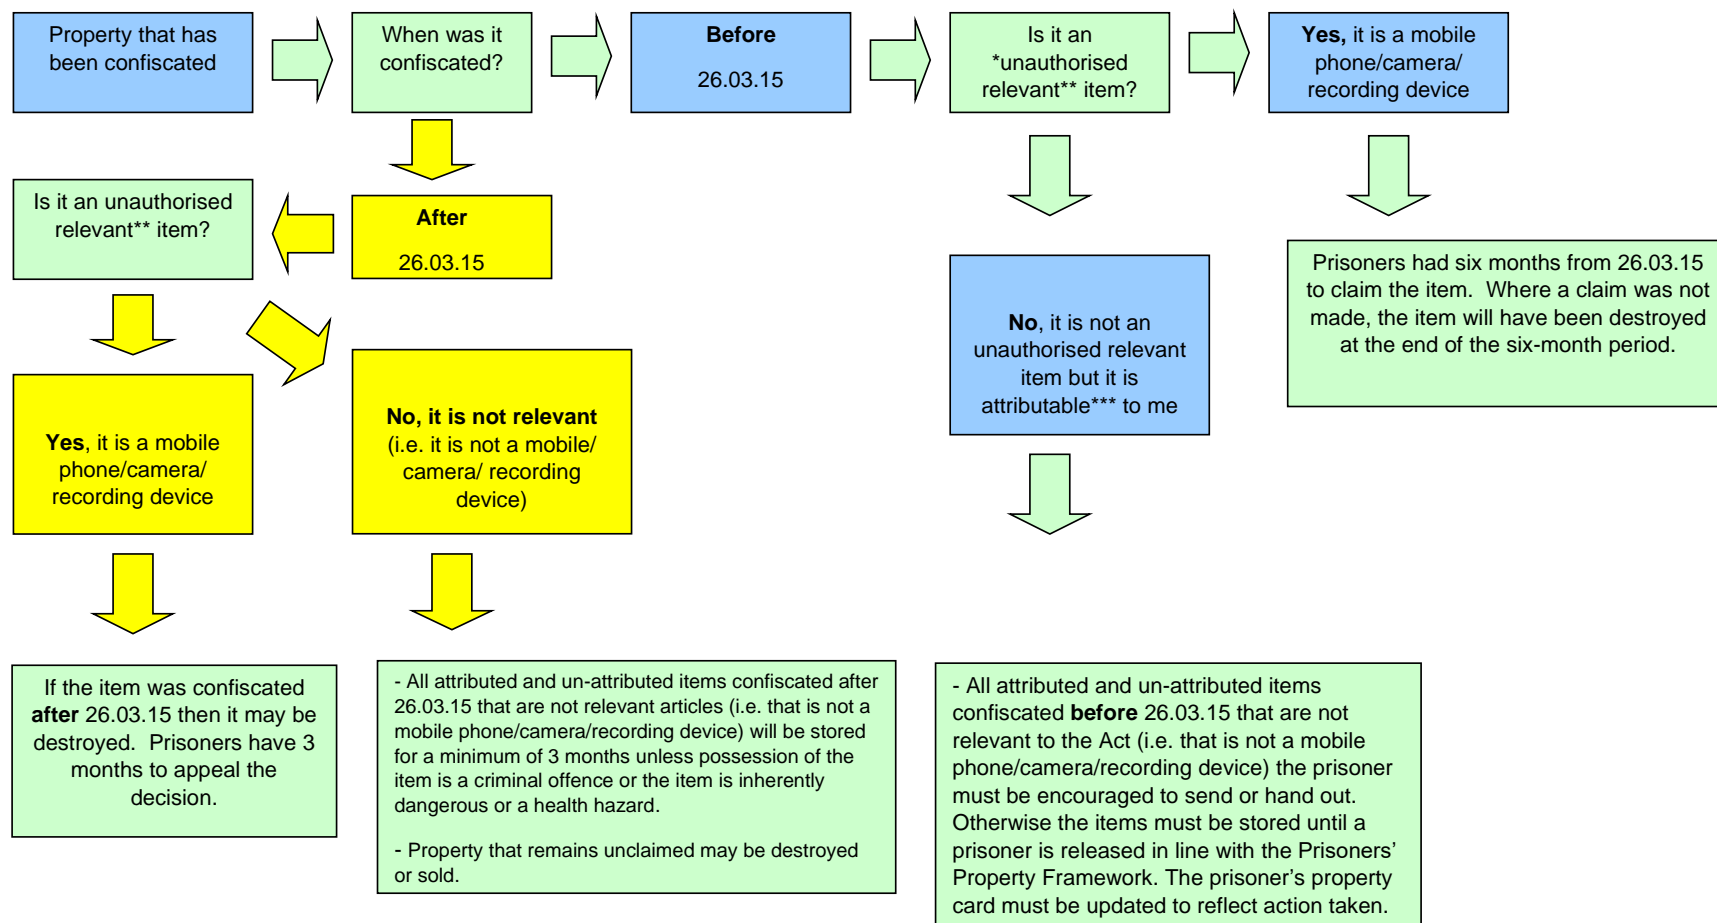 Property that has
been confiscated
When was it
confiscated?
Before
26.03.15
Is it an
*unauthorised
relevant** item?
Yes, it is a mobile
phone/camera/
recording device
Is it an unauthorised
relevant** item?
After
26.03.15
No, it is not an
unauthorised relevant
item but it is
attributable*** to me
Prisoners had six months from 26.03.15
to claim the item.  Where a claim was not
made, the item will have been destroyed
at the end of the six-month period.
Yes, it is a mobile
phone/camera/
recording device
No, it is not relevant
(i.e. it is not a mobile/
camera/ recording
device)
If the item was confiscated
after 26.03.15 then it may be
destroyed.  Prisoners have 3
months to appeal the
decision.
- All attributed and un-attributed items confiscated after
26.03.15 that are not relevant articles (i.e. that is not a
mobile phone/camera/recording device) will be stored
for a minimum of 3 months unless possession of the
item is a criminal offence or the item is inherently
dangerous or a health hazard.
- Property that remains unclaimed may be destroyed
or sold.
- All attributed and un-attributed items
confiscated before 26.03.15 that are not
relevant to the Act (i.e. that is not a mobile
phone/camera/recording device) the prisoner
must be encouraged to send or hand out.
Otherwise the items must be stored until a
prisoner is released in line with the Prisoners’
Property Framework. The prisoner’s property
card must be updated to reflect action taken.